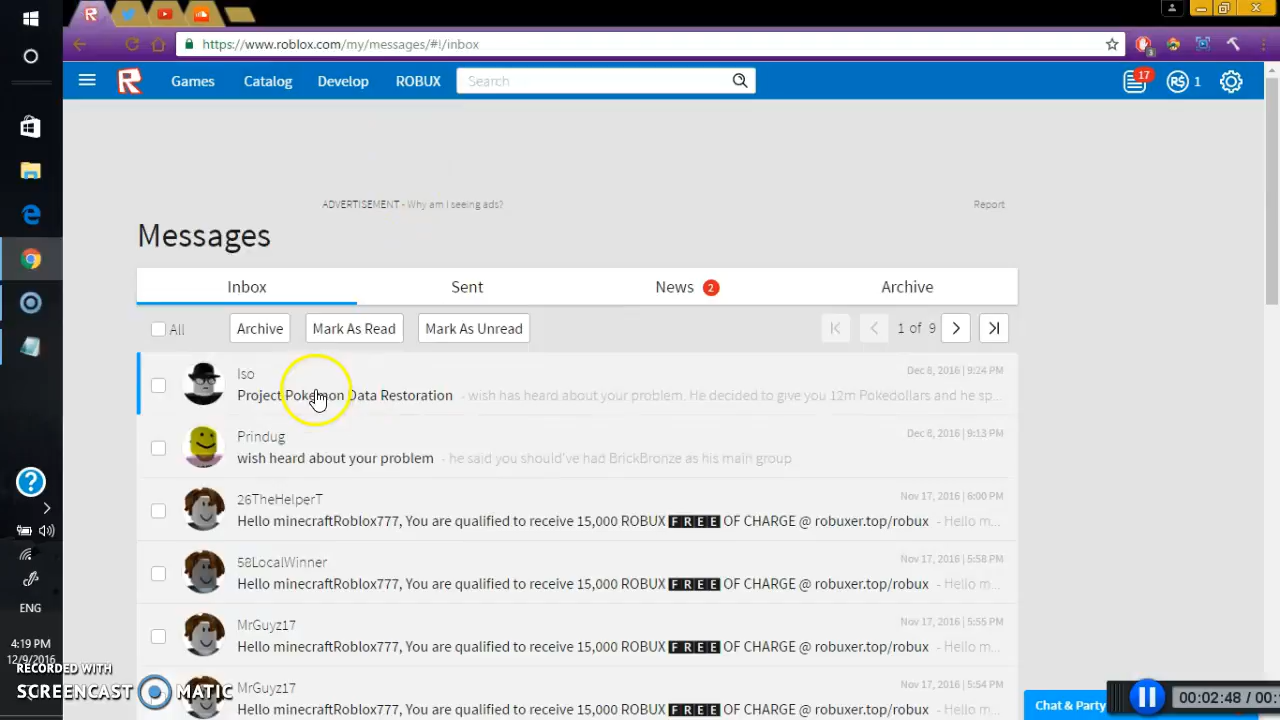 https://www.roblox.com/my/messages/#!/inbox
3
Games Catalog Develop ROBUX Search 17 R$ 1
ADVERTISEMENT - Why am I seeing ads? Report
Messages
Inbox Sent News 2 Archive
All Archive Mark As Read Mark As Unread 1 of 9
Iso Dec 8, 2016 | 9:24 PM
Project Pokemon Data Restoration - wish has heard about your problem. He decided to give you 12m Pokedollars and he sp...
Prindug Dec 8, 2016 | 9:13 PM
wish heard about your problem - he said you should've had BrickBronze as his main group
26TheHelperT Nov 17, 2016 | 6:00 PM
Hello minecraftRoblox777, You are qualified to receive 15,000 ROBUX 🅵🆁🅴🅴 OF CHARGE @ robuxer.top/robux - Hello m...
58LocalWinner Nov 17, 2016 | 5:58 PM
Hello minecraftRoblox777, You are qualified to receive 15,000 ROBUX 🅵🆁🅴🅴 OF CHARGE @ robuxer.top/robux - Hello m...
MrGuyz17 Nov 17, 2016 | 5:55 PM
Hello minecraftRoblox777, You are qualified to receive 15,000 ROBUX 🅵🆁🅴🅴 OF CHARGE @ robuxer.top/robux - Hello m...
MrGuyz17 Nov 17, 2016 | 5:54 PM
Hello minecraftRoblox777, You are qualified to receive 15,000 ROBUX 🅵🆁🅴🅴 OF CHARGE @ robuxer.top/robux
ENG
4:19 PM
12/9/2016
RECORDED WITH
SCREENCAST MATIC
Chat & Party
00:02:48 / 00: